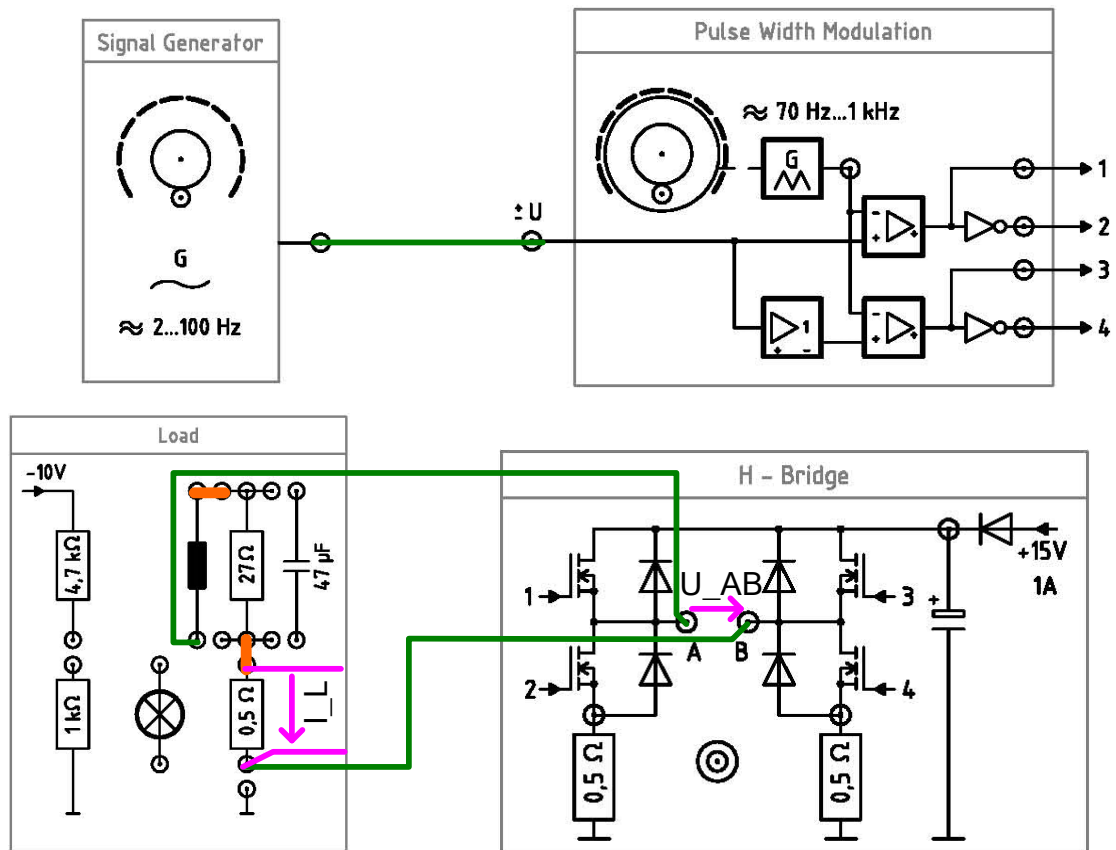 Signal Generator
G
≈ 2...100 Hz
± U
Pulse Width Modulation
≈ 70 Hz...1 kHz
G
-
+
+
1
2
3
4
+
1
-
-
+
+
Load
-10V
4,7 kΩ
1 kΩ
27Ω
47 µF
0,5 Ω
I_L
H - Bridge
U_AB
A
B
1
2
3
4
0,5 Ω
0,5 Ω
+
+15V
1A